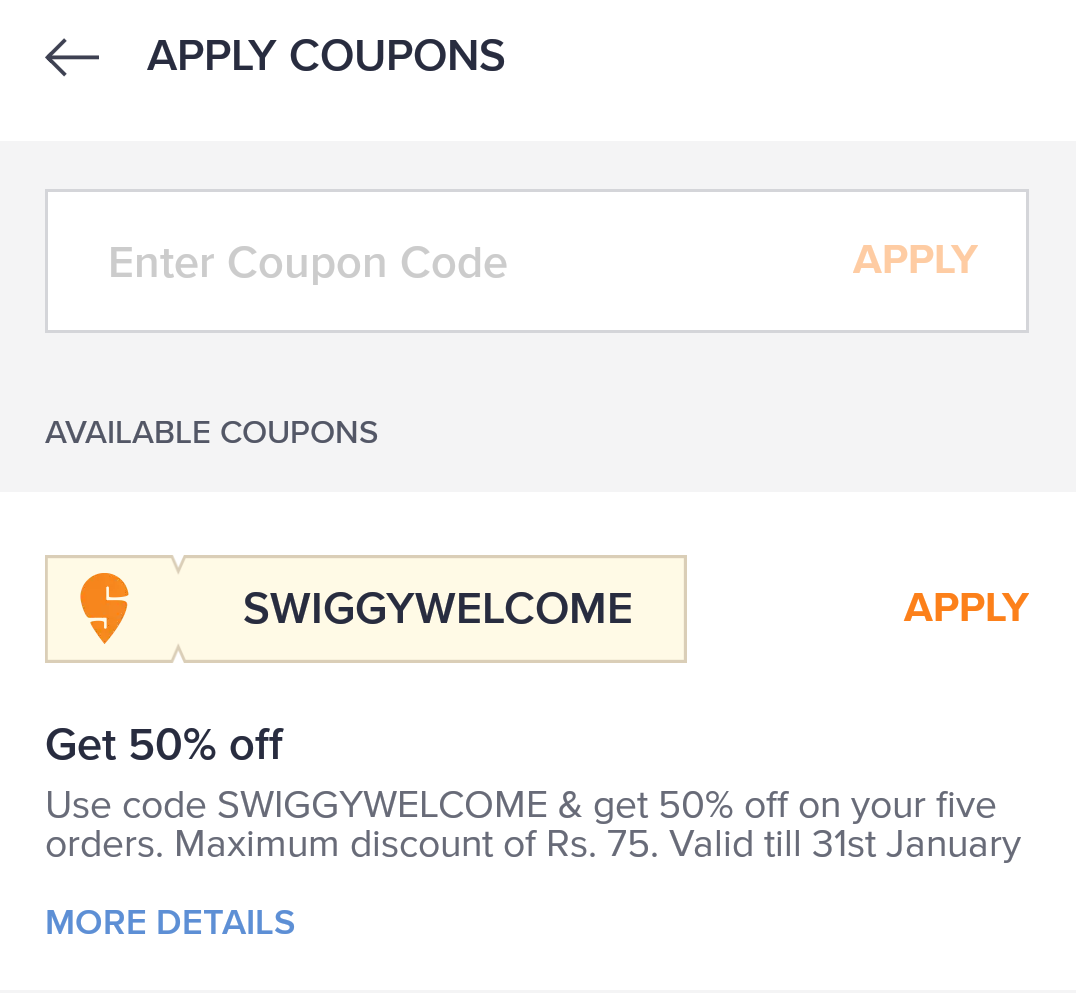 APPLY COUPONS
Enter Coupon Code
APPLY
AVAILABLE COUPONS
SWIGGYWELCOME
APPLY
Get 50% off
Use code SWIGGYWELCOME & get 50% off on your five
orders. Maximum discount of Rs. 75. Valid till 31st January
MORE DETAILS